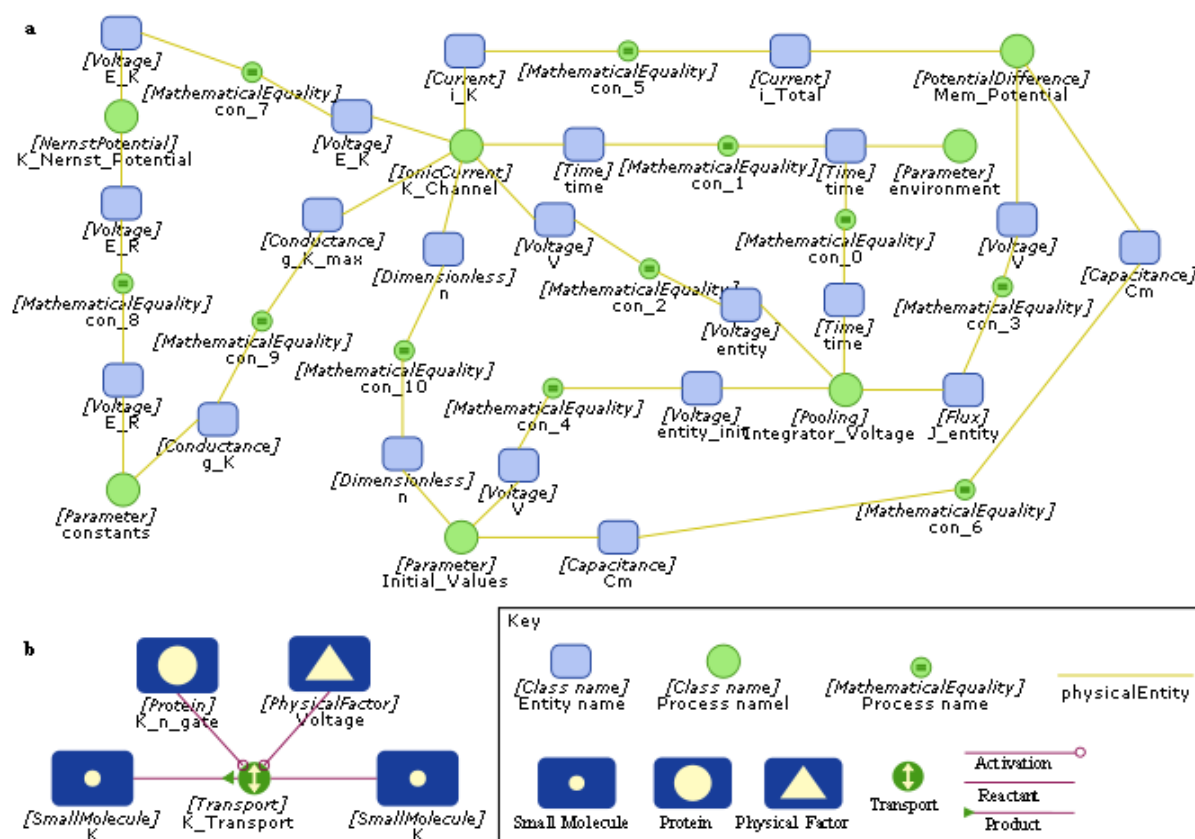 a
[Voltage]
E_K
[MathematicalEquality]
con_7
[Current]
i_K
[MathematicalEquality]
con_5
[Current]
i_Total
[PotentialDifference]
Mem_Potential
[NernstPotential]
K_Nernst_Potential
[Voltage]
E_K
[IonicCurrent]
K_Channel
[Time]
time
[MathematicalEquality]
con_1
[Time]
time
[Parameter]
environment
[Voltage]
E_R
[Conductance]
g_K_max
[Dimensionless]
n
[Voltage]
V
[MathematicalEquality]
con_0
[Voltage]
V
[Capacitance]
Cm
[MathematicalEquality]
con_8
[MathematicalEquality]
con_9
[MathematicalEquality]
con_10
[MathematicalEquality]
con_2
[Voltage]
entity
[Time]
time
[MathematicalEquality]
con_3
[Voltage]
E_R
[Conductance]
g_K
[MathematicalEquality]
con_4
[Voltage]
entity_init
[Pooling]
Integrator_Voltage
[Flux]
J_entity
[Dimensionless]
n
[Voltage]
V
[MathematicalEquality]
con_6
[Parameter]
constants
[Parameter]
Initial_Values
[Capacitance]
Cm
b
[Protein]
K_n_gate
[PhysicalFactor]
Voltage
[SmallMolecule]
K
[Transport]
K_Transport
[SmallMolecule]
K
Key
[Class name]
Entity name
[Class name]
Process namel
[MathematicalEquality]
Process name
physicalEntity
Small Molecule
Protein
Physical Factor
Transport
Activation
Reactant
Product